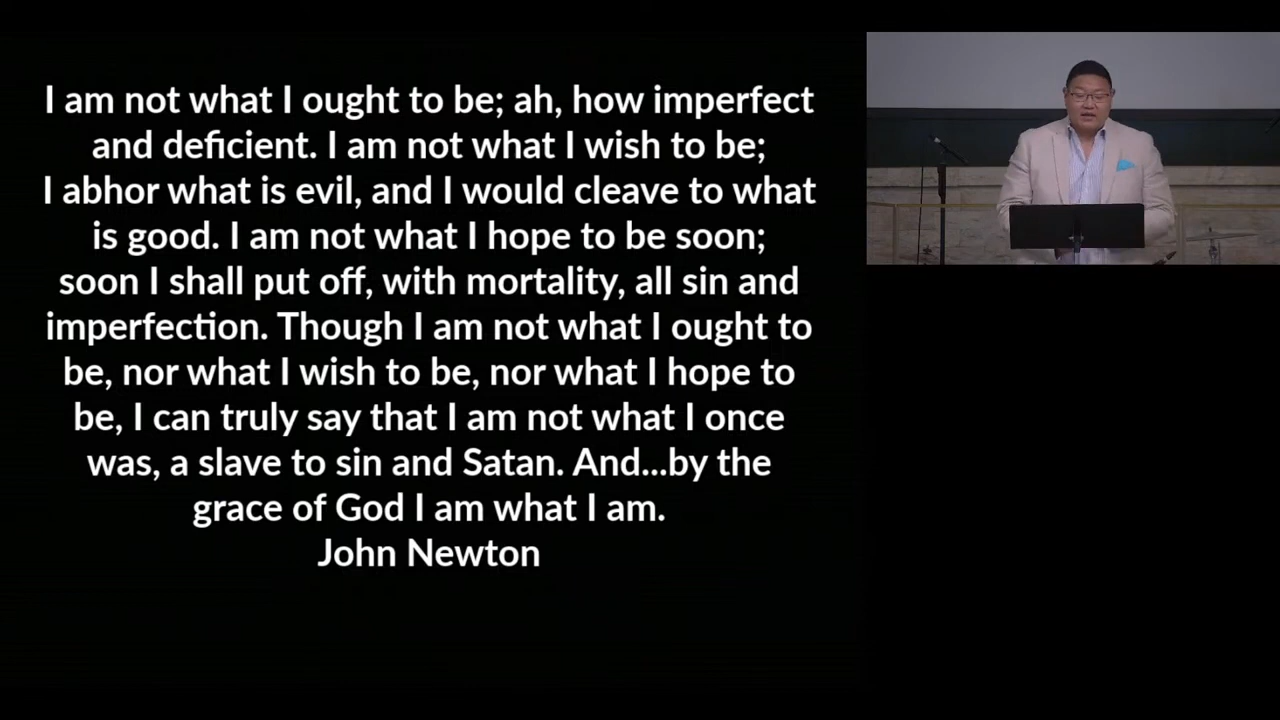 I am not what I ought to be; ah, how imperfect
and deficient. I am not what I wish to be;
I abhor what is evil, and I would cleave to what
is good. I am not what I hope to be soon;
soon I shall put off, with mortality, all sin and
imperfection. Though I am not what I ought to
be, nor what I wish to be, nor what I hope to
be, I can truly say that I am not what I once
was, a slave to sin and Satan. And...by the
grace of God I am what I am.
John Newton